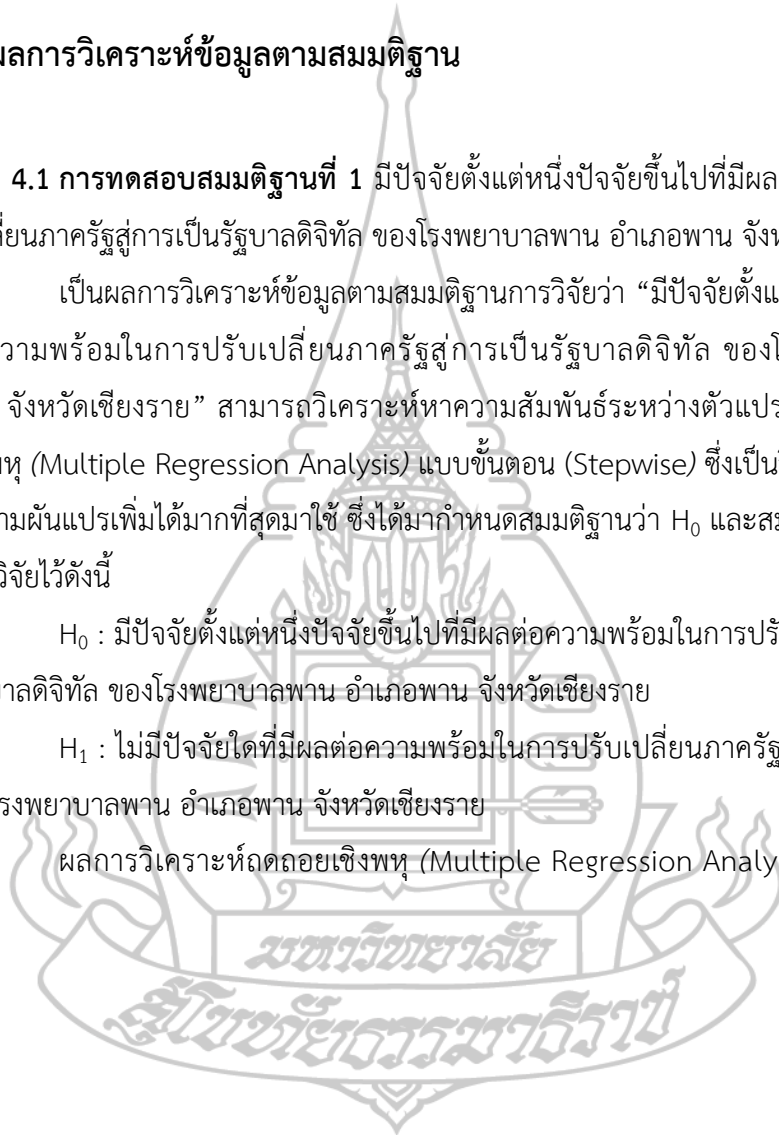 ผลการวิเคราะห์ข้อมูลตามสมมติฐาน
4.1 การทดสอบสมมติฐานที่ 1 มีปัจจัยตั้งแต่หนึ่งปัจจัยขึ้นไปที่มีผล
ลี่ยนภาครัฐสู่การเป็นรัฐบาลดิจิทัล ของโรงพยาบาลพาน อำเภอพาน จังห
เป็นผลการวิเคราะห์ข้อมูลตามสมมติฐานการวิจัยว่า “มีปัจจัยตั้งแ
วามพร้อมในการปรับเปลี่ยนภาครัฐสู่การเป็นรัฐบาลดิจิทัล ของโ
จังหวัดเชียงราย” สามารถวิเคราะห์หาความสัมพันธ์ระหว่างตัวแปร
พหุ (Multiple Regression Analysis) แบบขั้นตอน (Stepwise) ซึ่งเป็น
ามผันแปรเพิ่มได้มากที่สุดมาใช้ ซึ่งได้มากำหนดสมมติฐานว่า H₀ และสม
วิจัยไว้ดังนี้
H₀ : มีปัจจัยตั้งแต่หนึ่งปัจจัยขึ้นไปที่มีผลต่อความพร้อมในการปรั
บาลดิจิทัล ของโรงพยาบาลพาน อำเภอพาน จังหวัดเชียงราย
H₁ : ไม่มีปัจจัยใดที่มีผลต่อความพร้อมในการปรับเปลี่ยนภาครัฐ
โรงพยาบาลพาน อำเภอพาน จังหวัดเชียงราย
ผลการวิเคราะห์ถดถอยเชิงพหุ (Multiple Regression Analy
มหาวิทยาลัย
สุโขทัยธรรมาธิราช